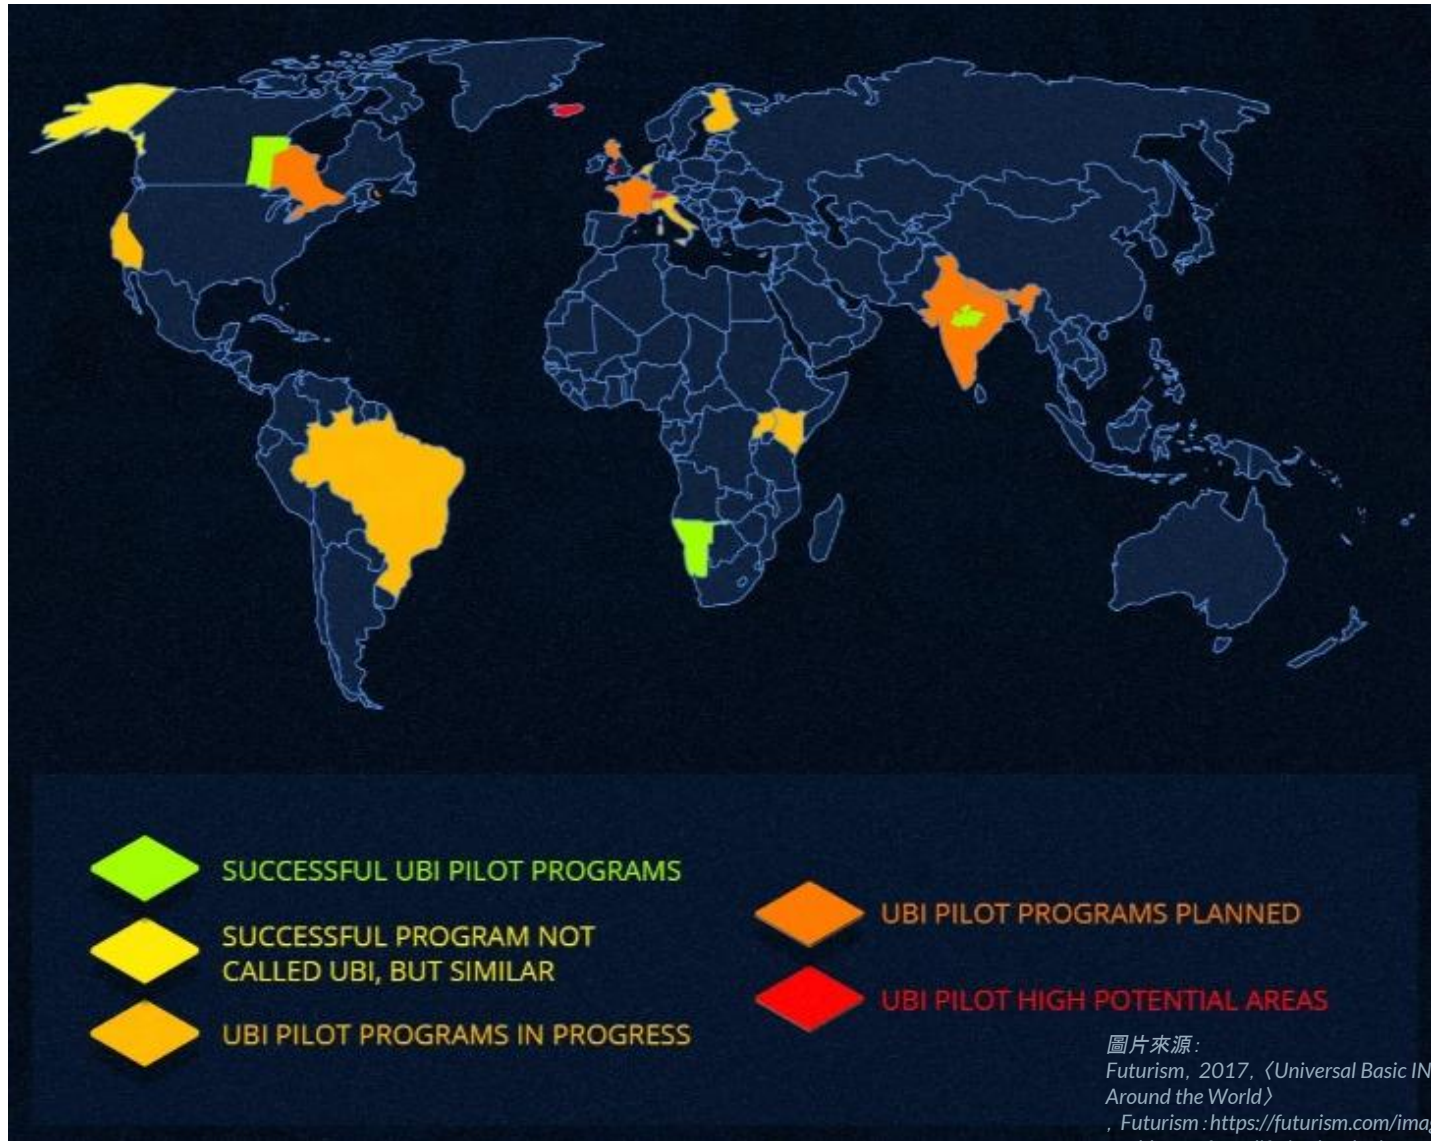 SUCCESSFUL UBI PILOT PROGRAMS
SUCCESSFUL PROGRAM NOT
CALLED UBI, BUT SIMILAR
UBI PILOT PROGRAMS IN PROGRESS
UBI PILOT PROGRAMS PLANNED
UBI PILOT HIGH POTENTIAL AREAS
圖片來源：
Futurism, 2017,〈Universal Basic IN
Around the World〉
, Futurism：https://futurism.com/imag